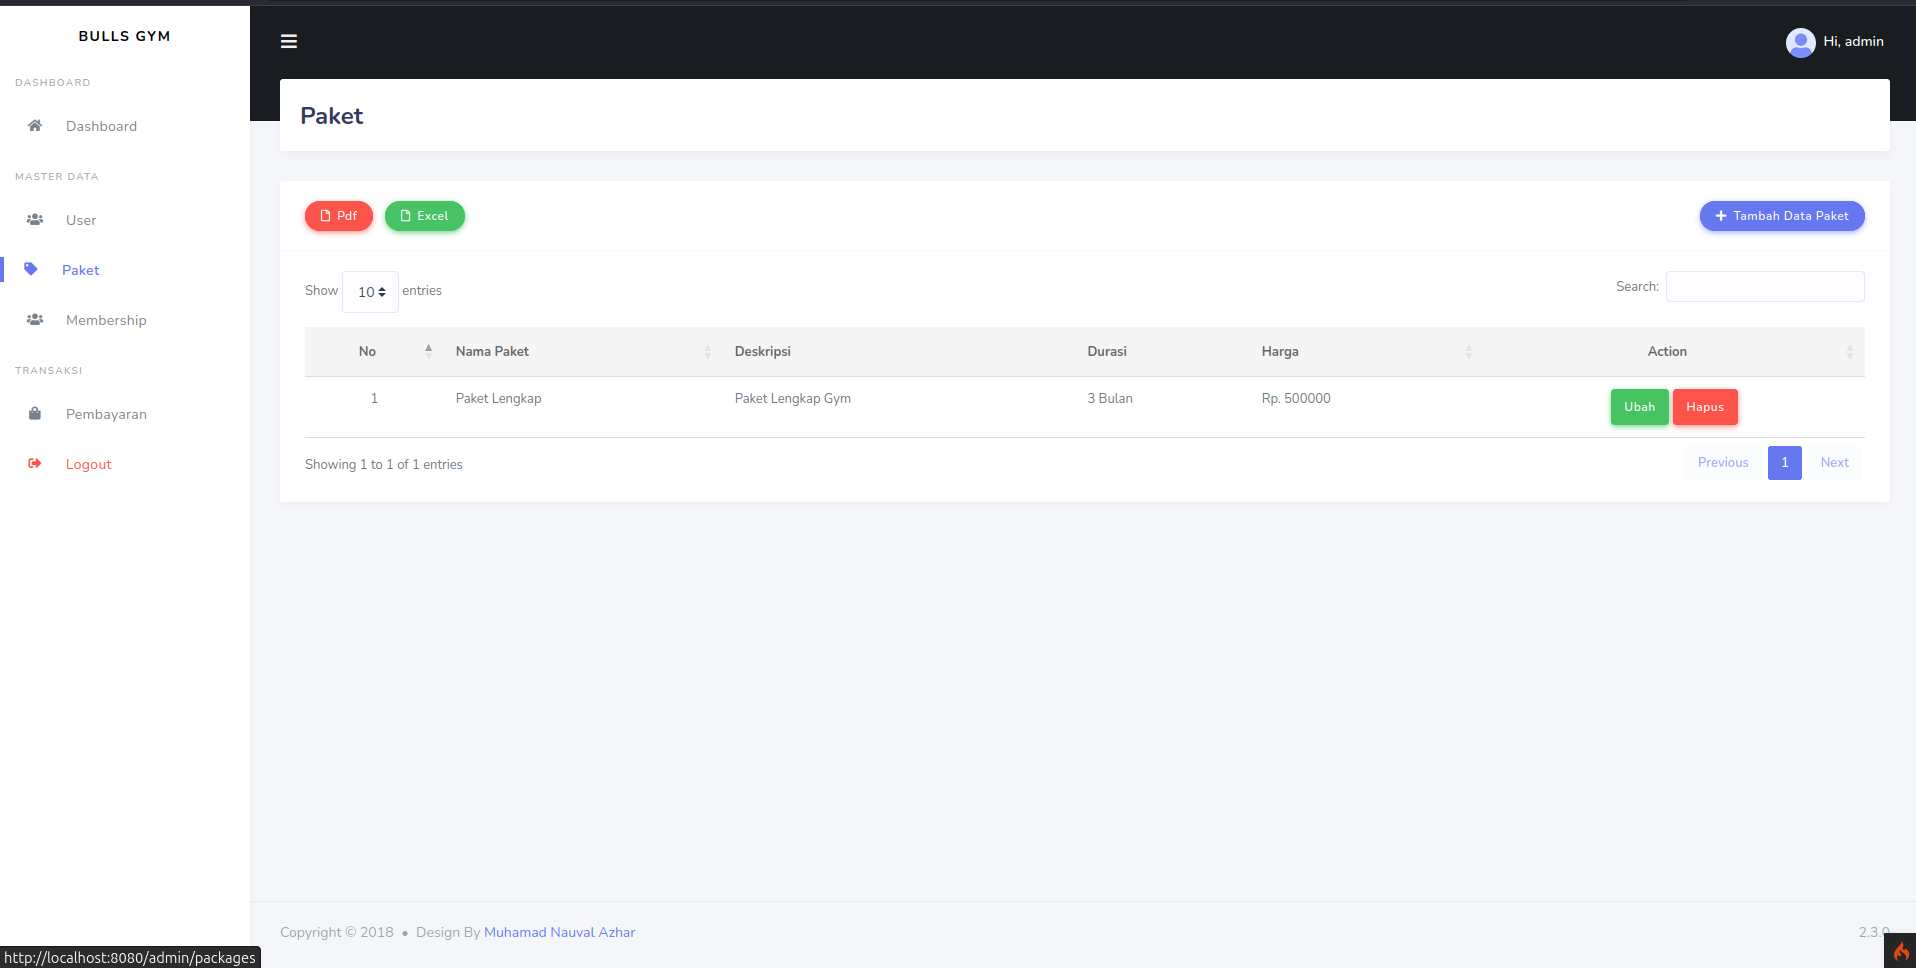 BULLS GYM
DASHBOARD
Dashboard
MASTER DATA
User
Paket
Membership
TRANSAKSI
Pembayaran
Logout
Hi, admin
Paket
Pdf Excel Tambah Data Paket
Show 10 entries Search:
No Nama Paket Deskripsi Durasi Harga Action
1 Paket Lengkap Paket Lengkap Gym 3 Bulan Rp. 500000 Ubah Hapus
Showing 1 to 1 of 1 entries Previous 1 Next
Copyright © 2018 • Design By Muhamad Nauval Azhar 2.3.0
http://localhost:8080/admin/packages